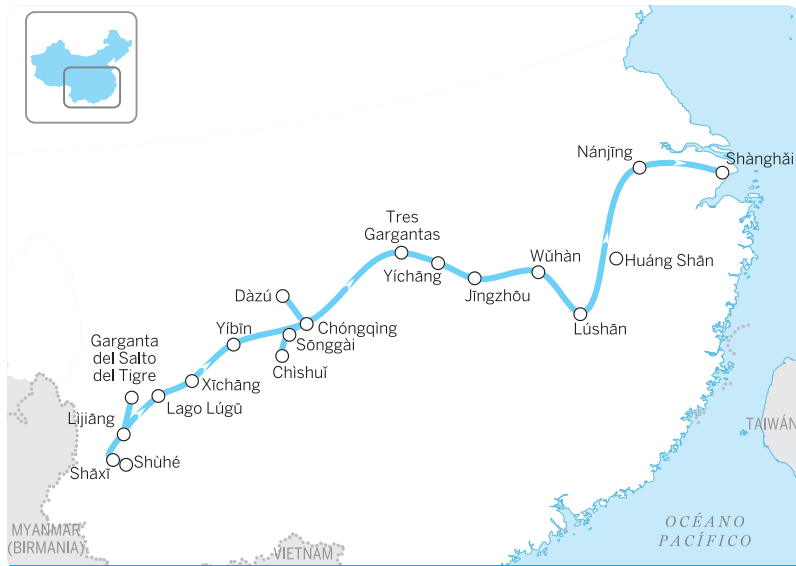 Nánjīng
Shànghǎi
Tres
Gargantas
Wǔhàn
Huáng Shān
Yíchāng
Jīngzhōu
Dàzú
Lúshān
Chóngqìng
Yíbīn
Sōnggài
Garganta
del Salto
del Tigre
Chìshuǐ
Xīchāng
Lago Lúgū
Lìjiāng
TAIWÁN
Shāxī
Shùhé
OCÉANO
PACÍFICO
MYANMAR
(BIRMANIA)
VIETNAM